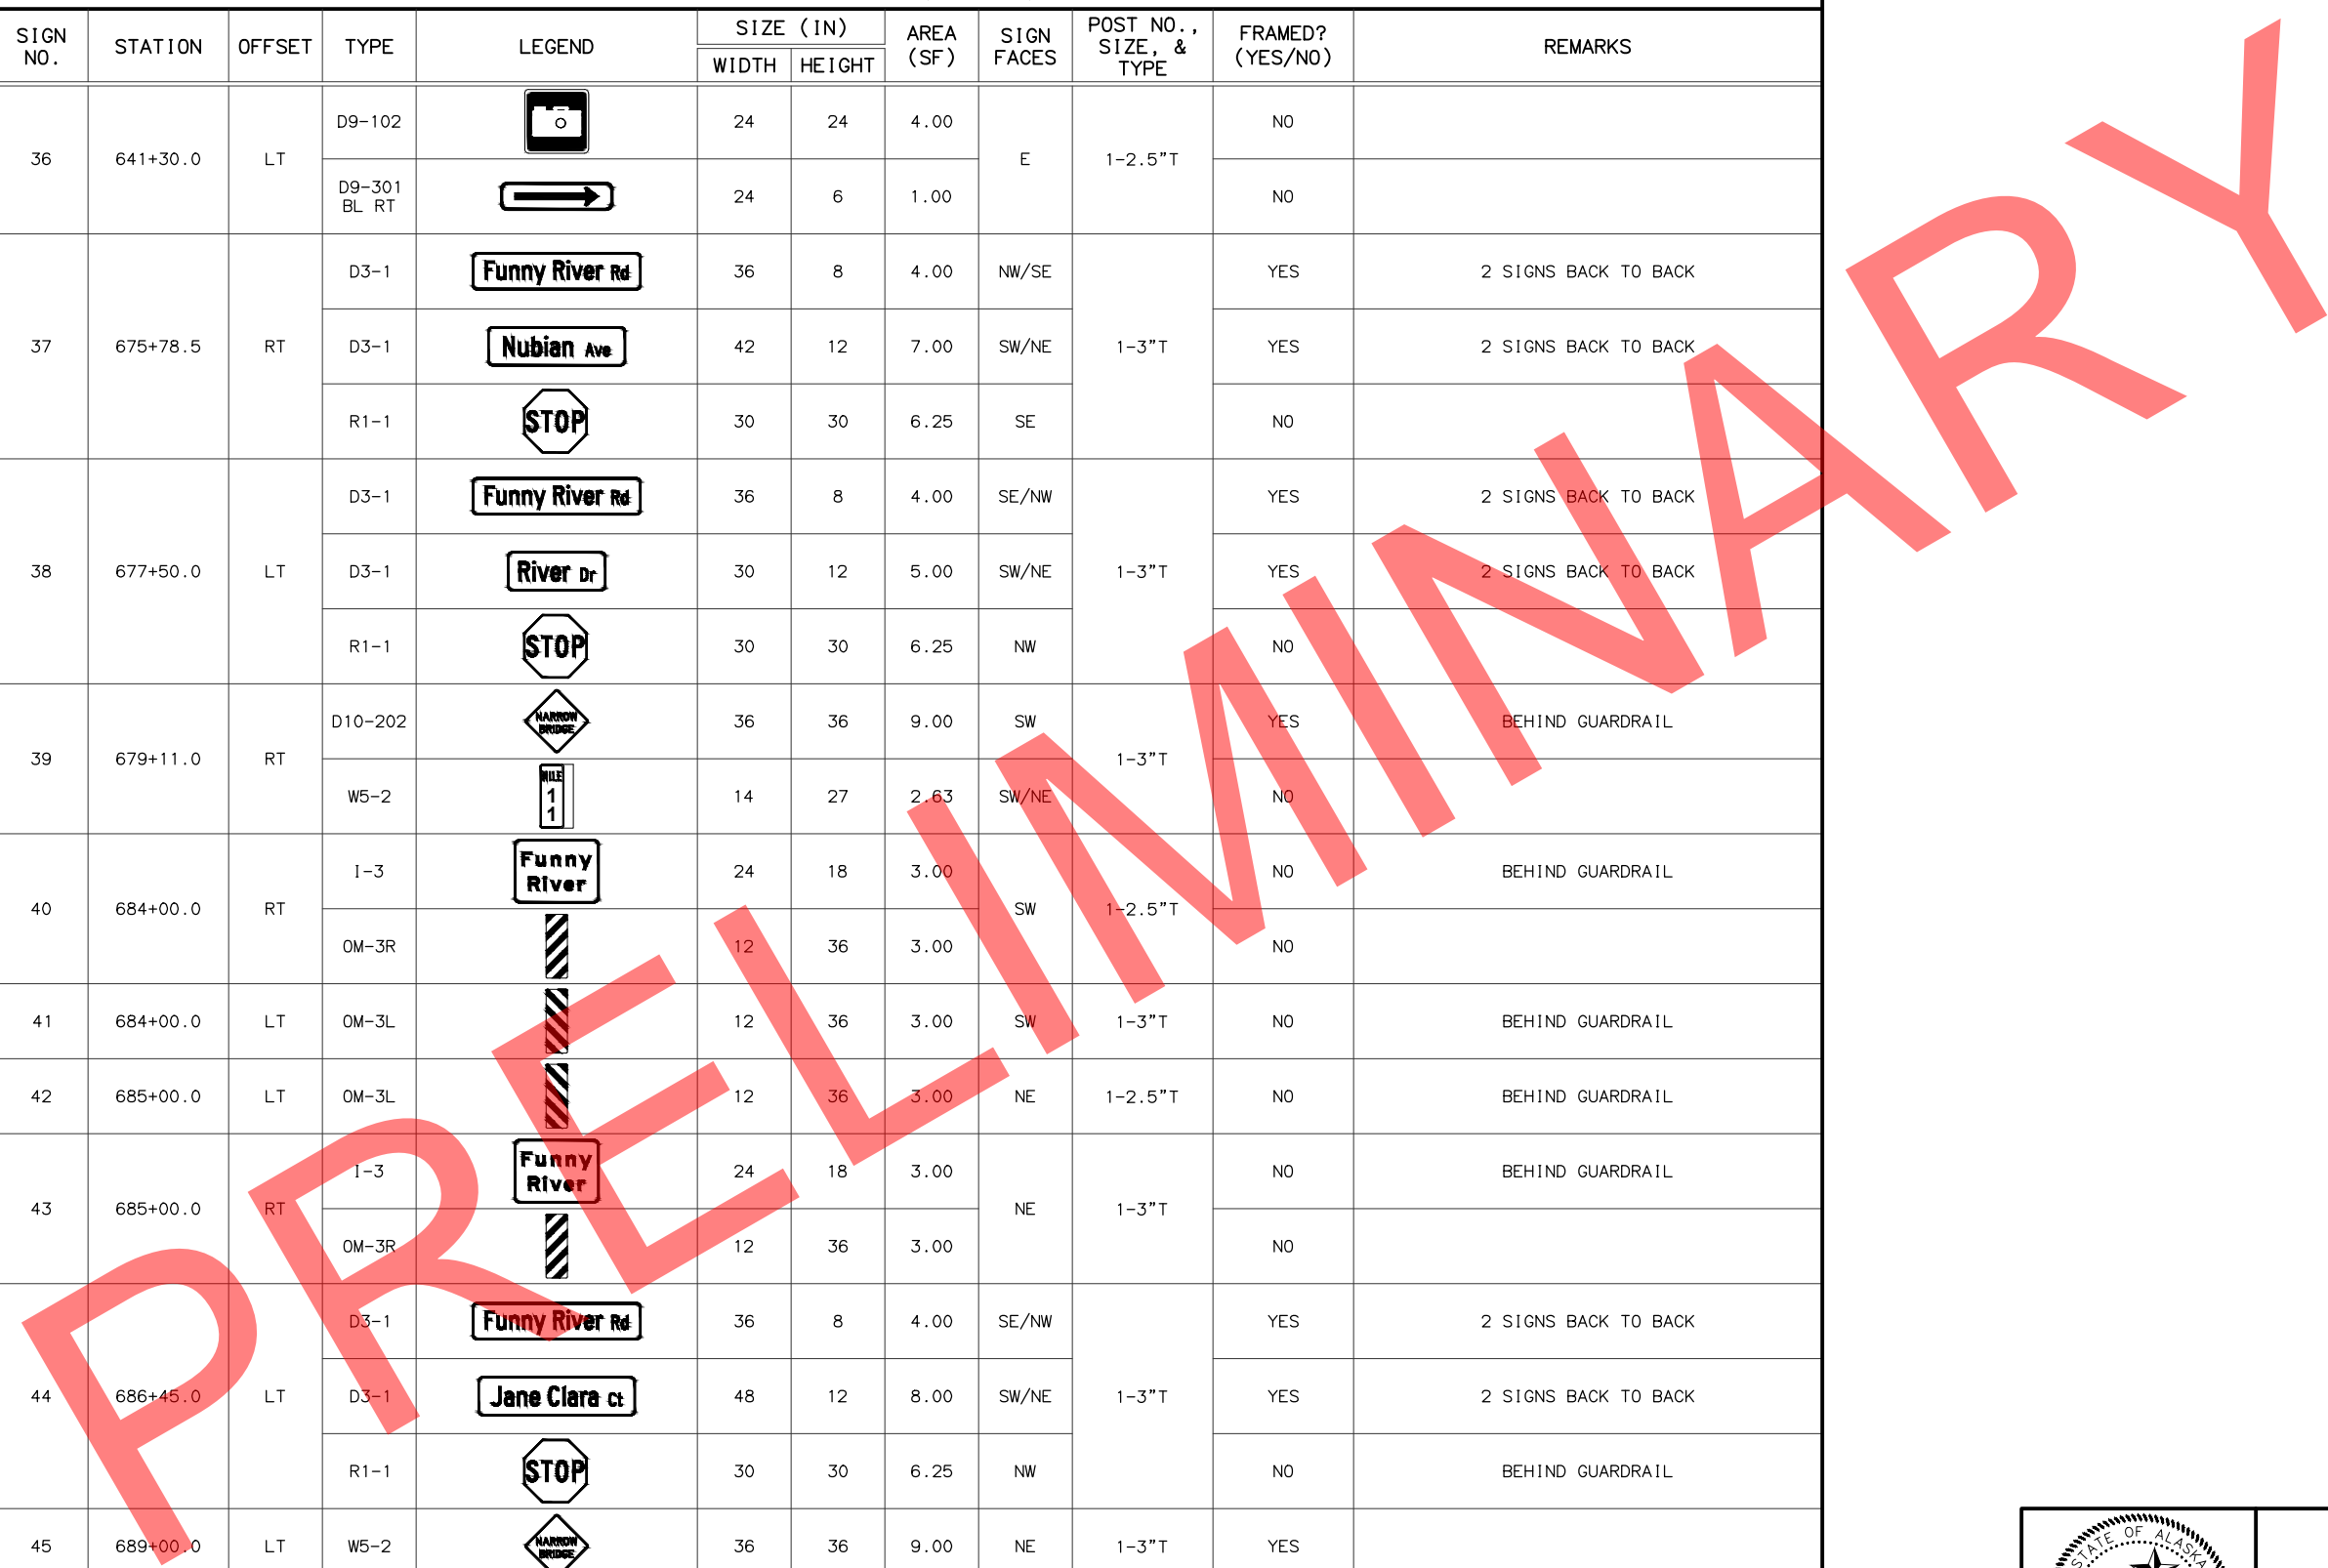 SIGN NO. STATION OFFSET TYPE LEGEND SIZE (IN) WIDTH HEIGHT AREA (SF) SIGN FACES POST NO., SIZE, & TYPE FRAMED? (YES/NO) REMARKS
36 641+30.0 LT D9-102 24 24 4.00 E 1-2.5"T NO
D9-301 BL RT 24 6 1.00 NO
37 675+78.5 RT D3-1 Funny River Rd 36 8 4.00 NW/SE 1-3"T YES 2 SIGNS BACK TO BACK
D3-1 Nubian Ave 42 12 7.00 SW/NE YES 2 SIGNS BACK TO BACK
R1-1 STOP 30 30 6.25 SE NO
38 677+50.0 LT D3-1 Funny River Rd 36 8 4.00 SE/NW 1-3"T YES 2 SIGNS BACK TO BACK
D3-1 River Dr 30 12 5.00 SW/NE YES 2 SIGNS BACK TO BACK
R1-1 STOP 30 30 6.25 NW NO
39 679+11.0 RT D10-202 NARROW BRIDGE 36 36 9.00 SW 1-3"T YES BEHIND GUARDRAIL
W5-2 MILE 1 1 14 27 2.63 SW/NE NO
40 684+00.0 RT I-3 Funny River 24 18 3.00 SW 1-2.5"T NO BEHIND GUARDRAIL
OM-3R 12 36 3.00 NO
41 684+00.0 LT OM-3L 12 36 3.00 SW 1-3"T NO BEHIND GUARDRAIL
42 685+00.0 LT OM-3L 12 36 3.00 NE 1-2.5"T NO BEHIND GUARDRAIL
43 685+00.0 RT I-3 Funny River 24 18 3.00 NE 1-3"T NO BEHIND GUARDRAIL
OM-3R 12 36 3.00 NO
44 686+45.0 LT D3-1 Funny River Rd 36 8 4.00 SE/NW 1-3"T YES 2 SIGNS BACK TO BACK
D3-1 Jane Clara Ct 48 12 8.00 SW/NE YES 2 SIGNS BACK TO BACK
R1-1 STOP 30 30 6.25 NW NO BEHIND GUARDRAIL
45 689+00.0 LT W5-2 NARROW BRIDGE 36 36 9.00 NE 1-3"T YES
PRELIMINARY
STATE OF ALASKA